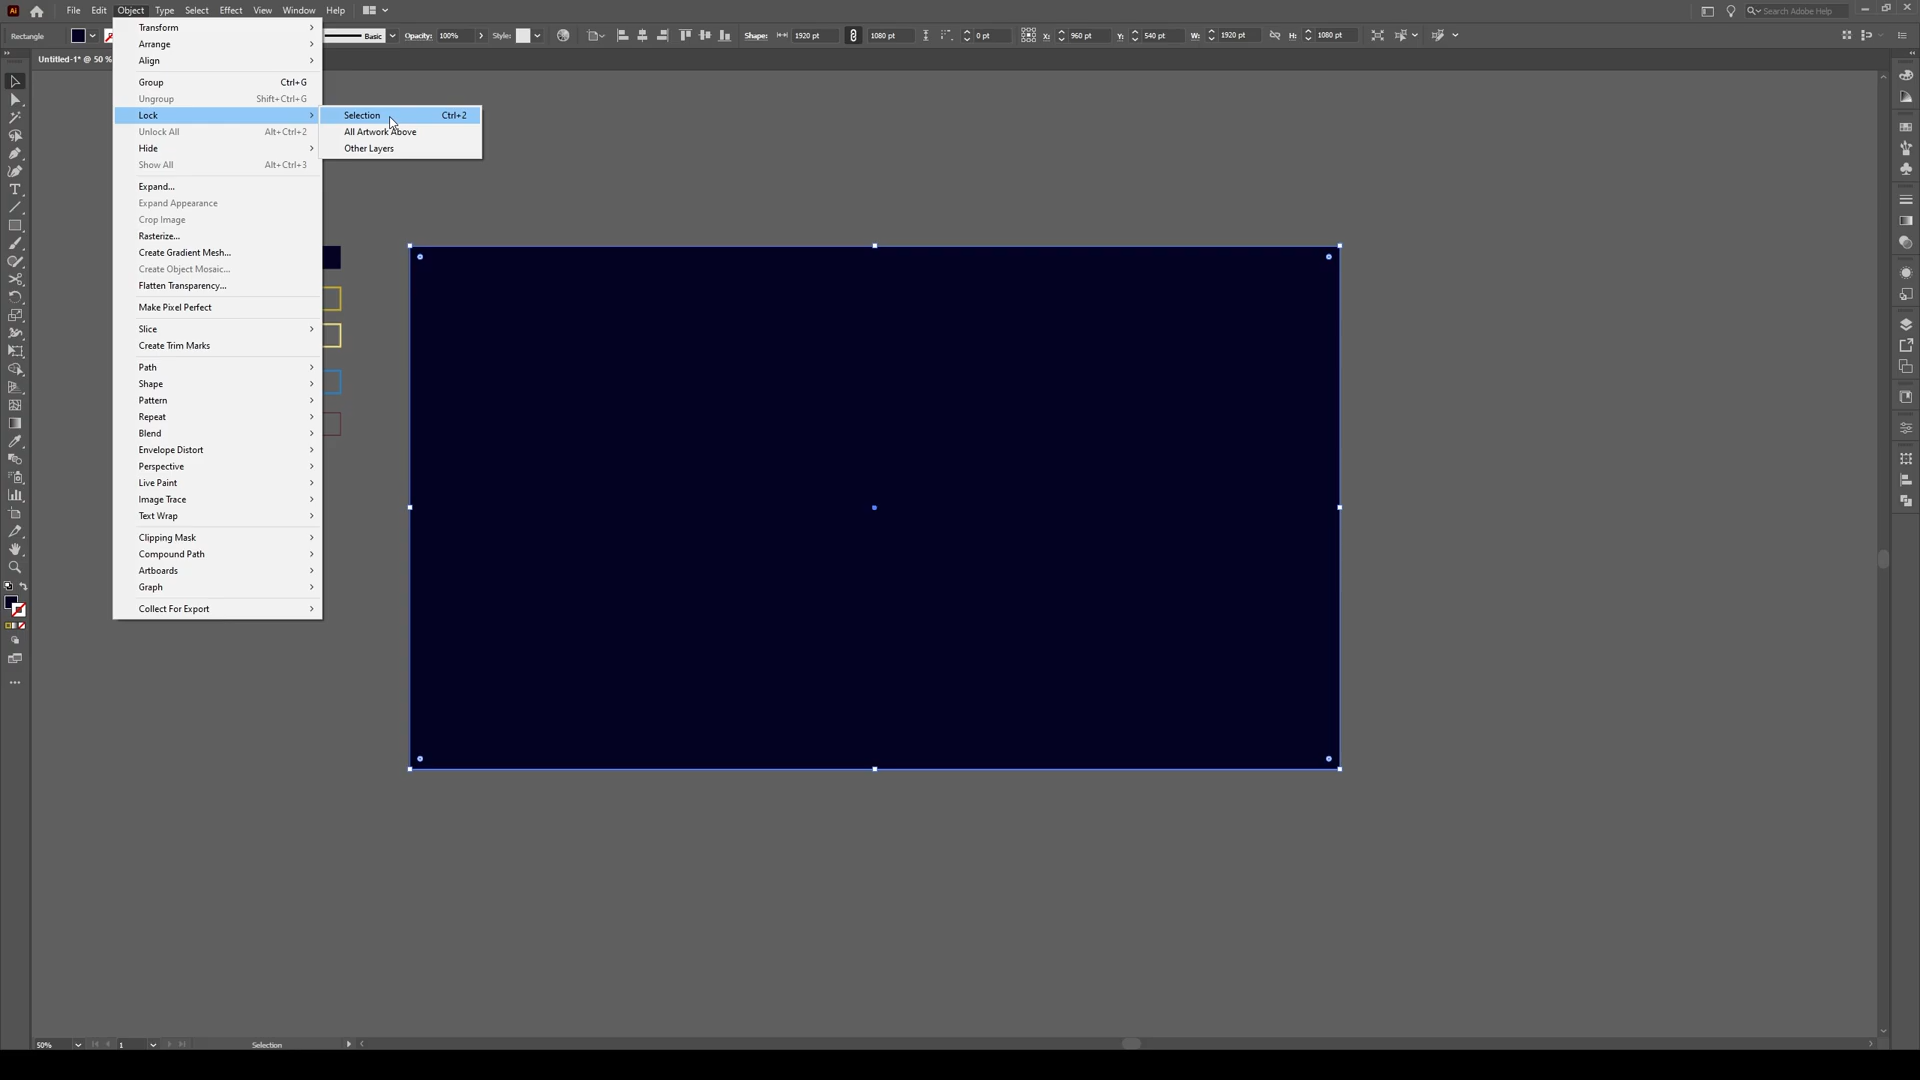 Ai File Edit Object Type Select Effect View Window Help Search Adobe Help
Rectangle Basic Opacity: 100% Style: Shape: 1920 pt 1080 pt 0 pt X: 960 pt Y: 540 pt W: 1920 pt H: 1080 pt
Untitled-1* @ 50 %
Transform
Arrange
Align
Group Ctrl+G
Ungroup Shift+Ctrl+G
Lock
Selection Ctrl+2
Unlock All Alt+Ctrl+2
All Artwork Above
Hide
Other Layers
Show All Alt+Ctrl+3
Expand...
Expand Appearance
Crop Image
Rasterize...
Create Gradient Mesh...
Create Object Mosaic...
Flatten Transparency...
Make Pixel Perfect
Slice
Create Trim Marks
Path
Shape
Pattern
Repeat
Blend
Envelope Distort
Perspective
Live Paint
Image Trace
Text Wrap
Clipping Mask
Compound Path
Artboards
Graph
Collect For Export
50% 1 Selection